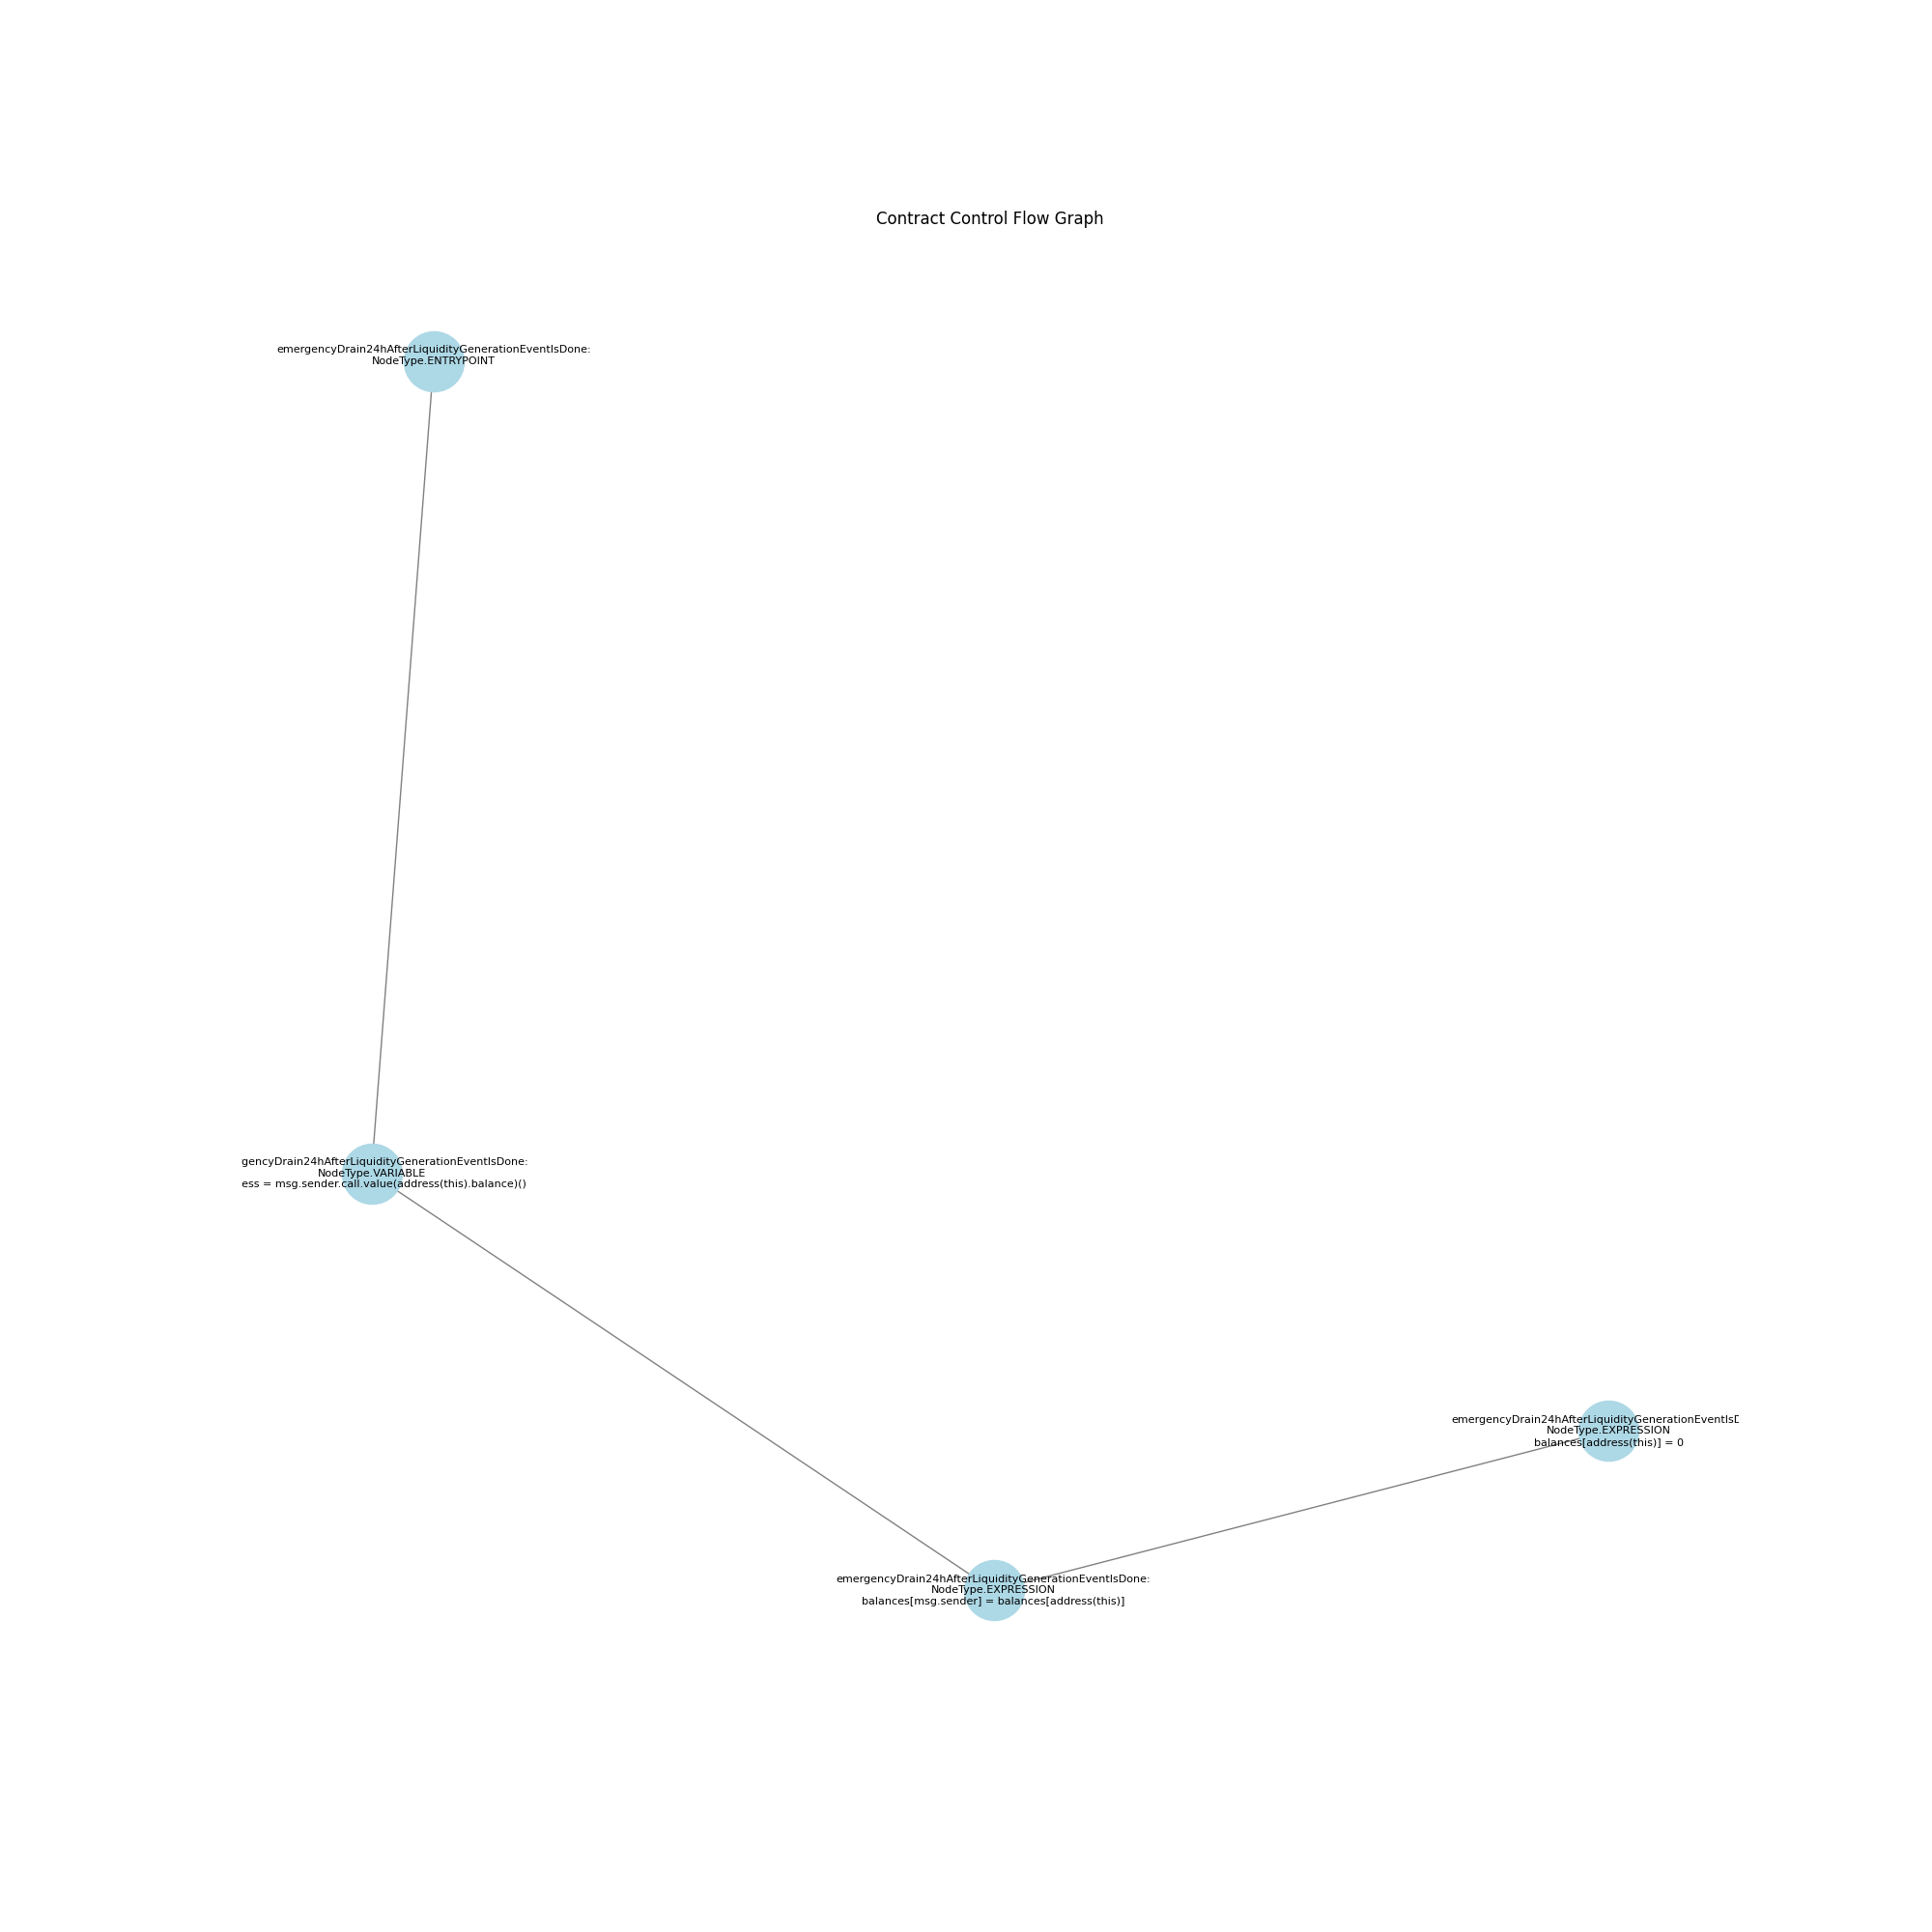 Contract Control Flow Graph
emergencyDrain24hAfterLiquidityGenerationEventIsDone:
NodeType.ENTRYPOINT
gencyDrain24hAfterLiquidityGenerationEventIsDone:
NodeType.VARIABLE
ess = msg.sender.call.value(address(this).balance)()
emergencyDrain24hAfterLiquidityGenerationEventIsD
NodeType.EXPRESSION
balances[address(this)] = 0
emergencyDrain24hAfterLiquidityGenerationEventIsDone:
NodeType.EXPRESSION
balances[msg.sender] = balances[address(this)]